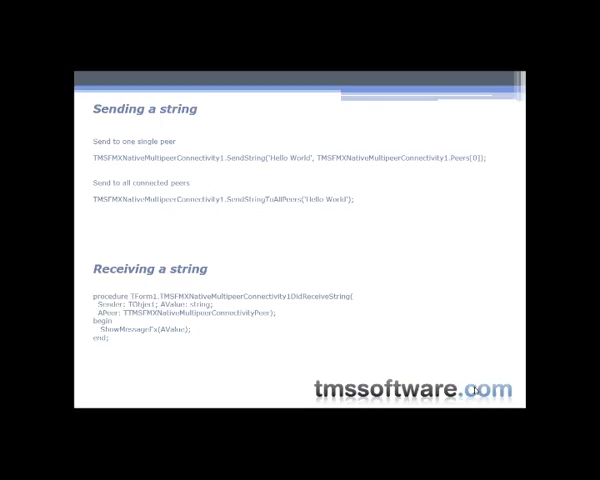 Sending a string
Send to one single peer
TMSFMXNativeMultipeerConnectivity1.SendString('Hello World', TMSFMXNativeMultipeerConnectivity1.Peers[0]);
Send to all connected peers
TMSFMXNativeMultipeerConnectivity1.SendStringToAllPeers('Hello World');
Receiving a string
procedure TForm1.TMSFMXNativeMultipeerConnectivity1DidReceiveString(
Sender: TObject; AValue: string;
APeer: TTMSFMXNativeMultipeerConnectivityPeer);
begin
ShowMessageEx(AValue);
end;
tmssoftware.com